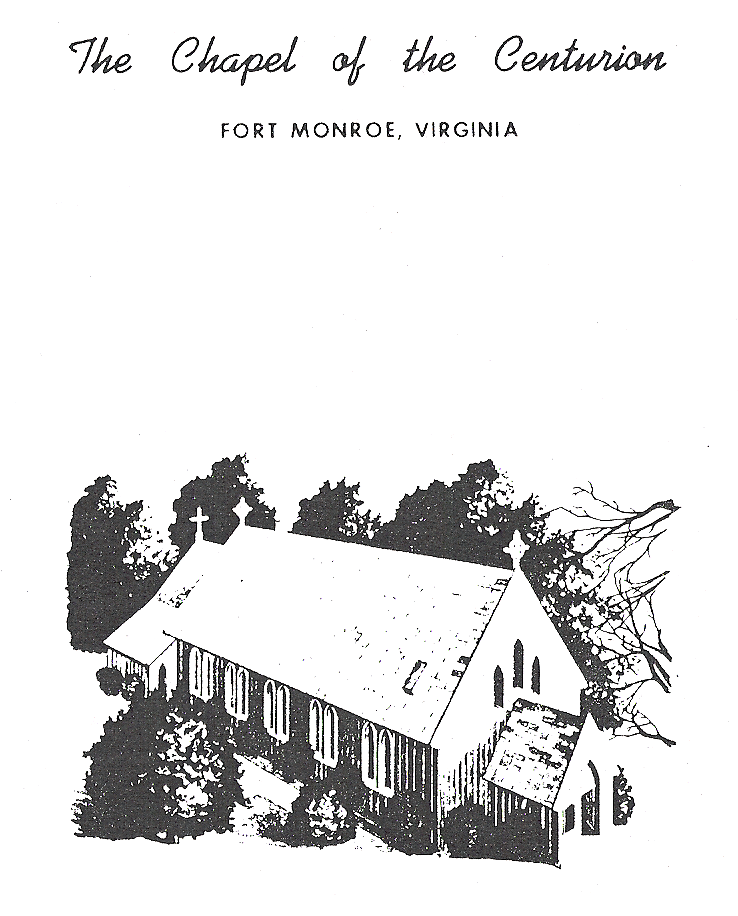 The Chapel of the Centurion
FORT MONROE, VIRGINIA